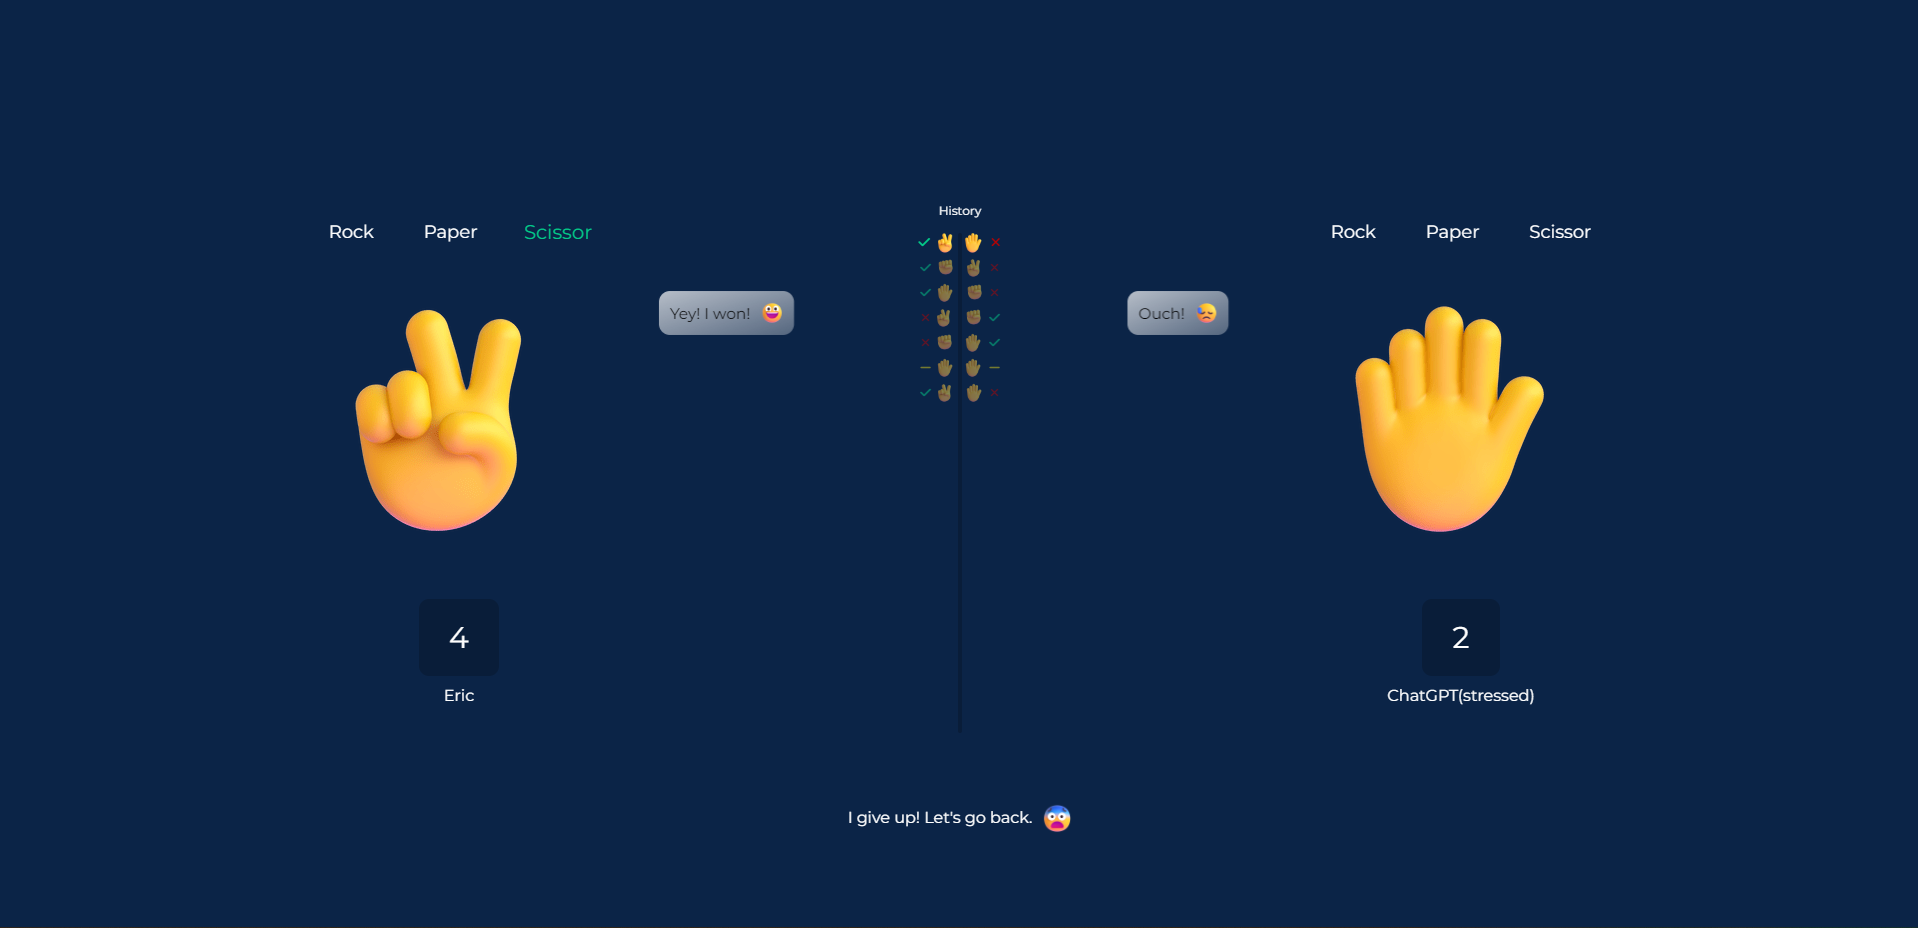 History
Rock Paper Scissor
Rock Paper Scissor
Yey! I won!
Ouch!
4
2
Eric
ChatGPT(stressed)
I give up! Let's go back.